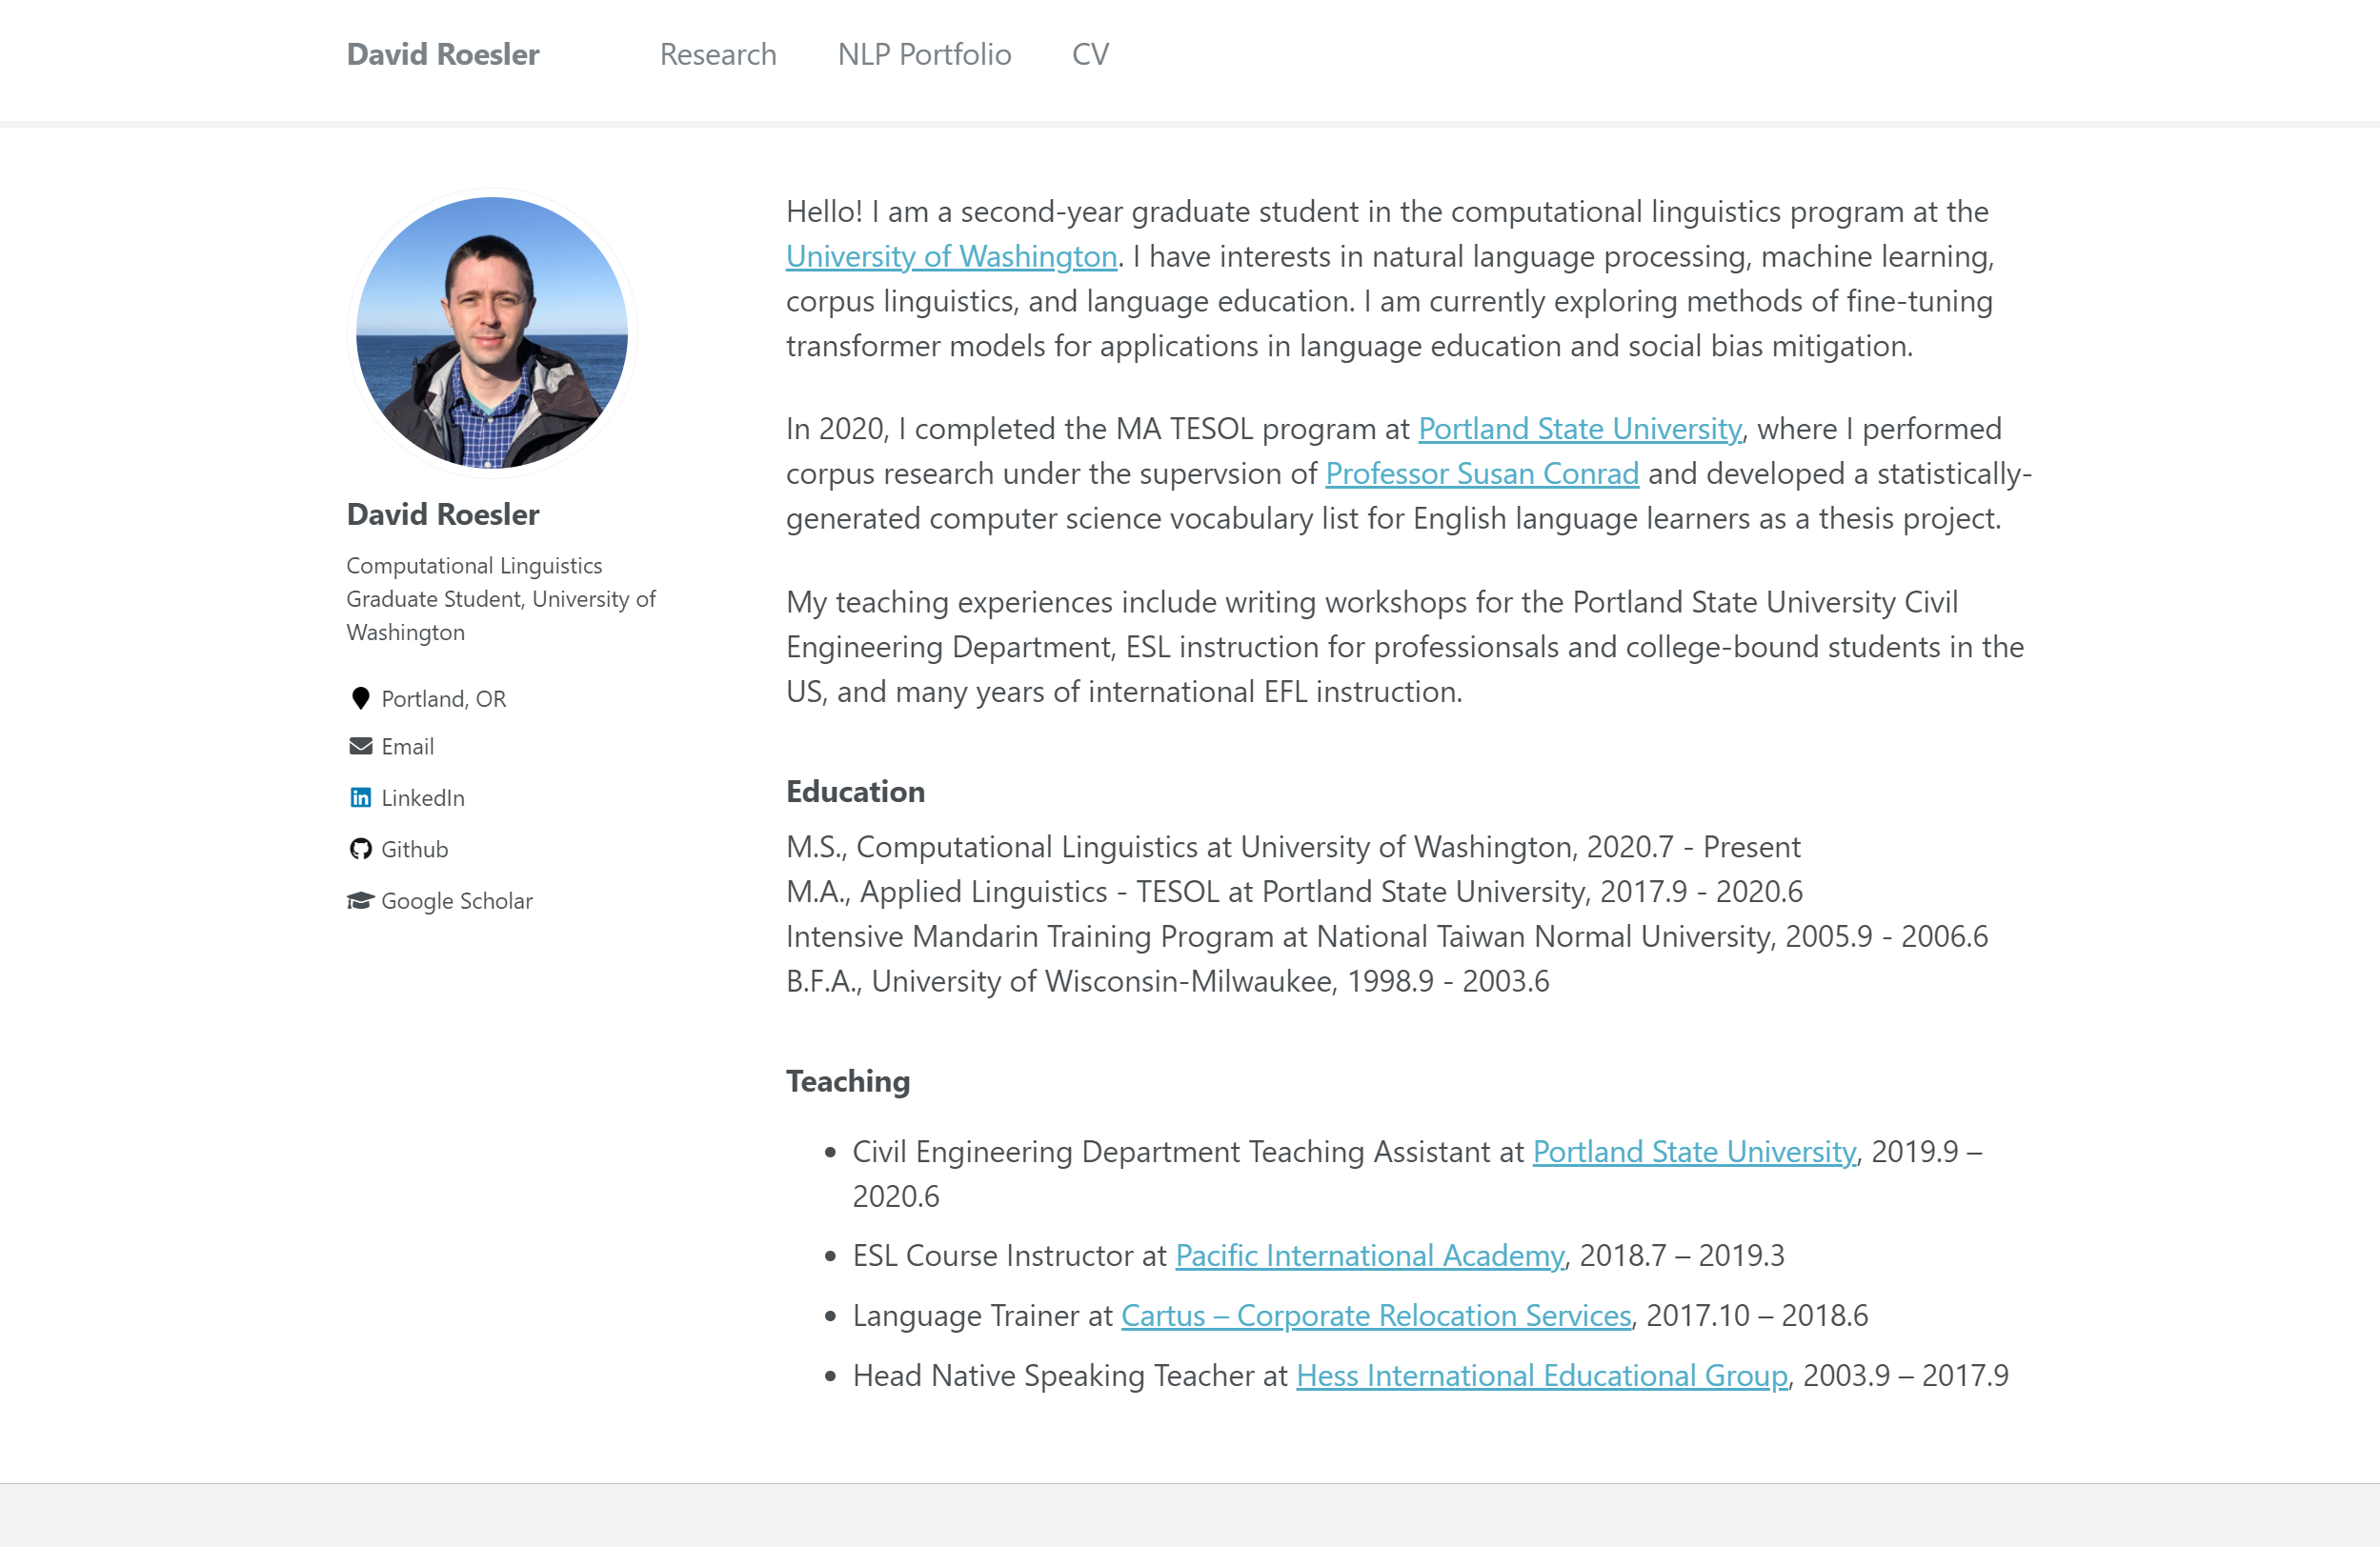 David Roesler Research NLP Portfolio CV
David Roesler
Computational Linguistics
Graduate Student, University of
Washington
Portland, OR
Email
LinkedIn
Github
Google Scholar
Hello! I am a second-year graduate student in the computational linguistics program at the
University of Washington. I have interests in natural language processing, machine learning,
corpus linguistics, and language education. I am currently exploring methods of fine-tuning
transformer models for applications in language education and social bias mitigation.
In 2020, I completed the MA TESOL program at Portland State University, where I performed
corpus research under the supervsion of Professor Susan Conrad and developed a statistically-
generated computer science vocabulary list for English language learners as a thesis project.
My teaching experiences include writing workshops for the Portland State University Civil
Engineering Department, ESL instruction for professionsals and college-bound students in the
US, and many years of international EFL instruction.
Education
M.S., Computational Linguistics at University of Washington, 2020.7 - Present
M.A., Applied Linguistics - TESOL at Portland State University, 2017.9 - 2020.6
Intensive Mandarin Training Program at National Taiwan Normal University, 2005.9 - 2006.6
B.F.A., University of Wisconsin-Milwaukee, 1998.9 - 2003.6
Teaching
• Civil Engineering Department Teaching Assistant at Portland State University, 2019.9 –
2020.6
• ESL Course Instructor at Pacific International Academy, 2018.7 – 2019.3
• Language Trainer at Cartus – Corporate Relocation Services, 2017.10 – 2018.6
• Head Native Speaking Teacher at Hess International Educational Group, 2003.9 – 2017.9